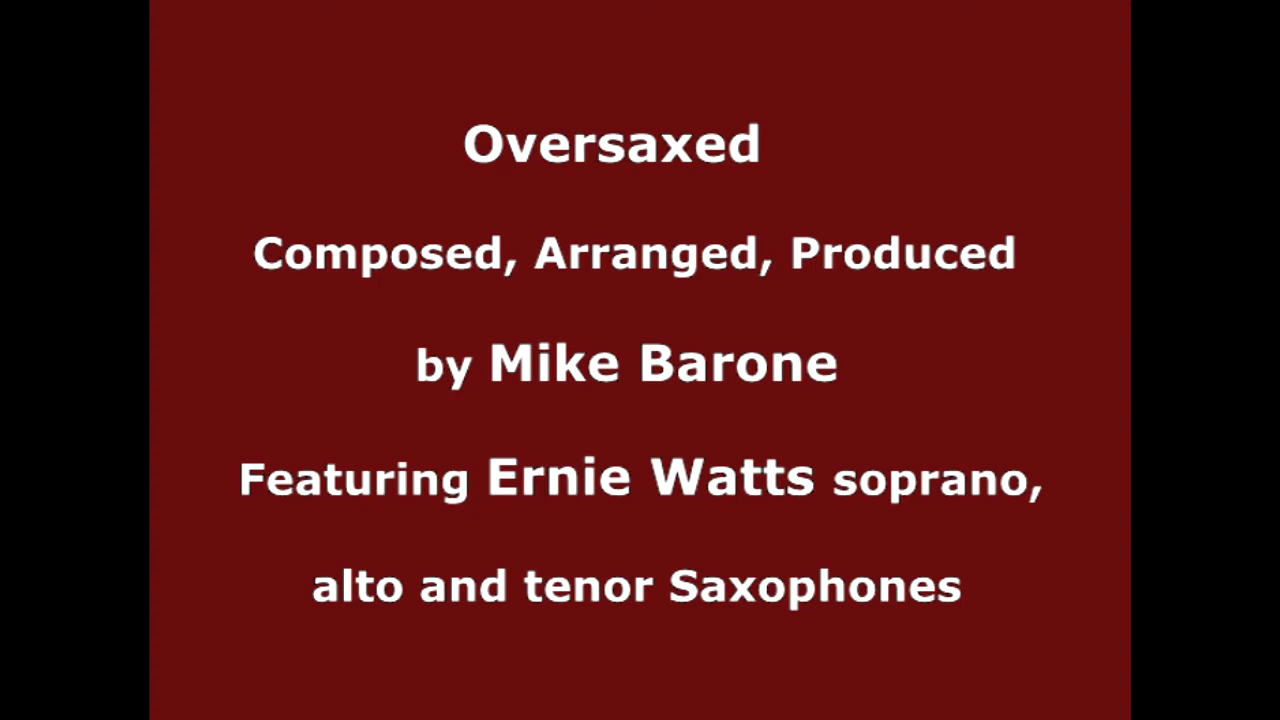 Oversaxed
Composed, Arranged, Produced
by Mike Barone
Featuring Ernie Watts soprano,
alto and tenor Saxophones